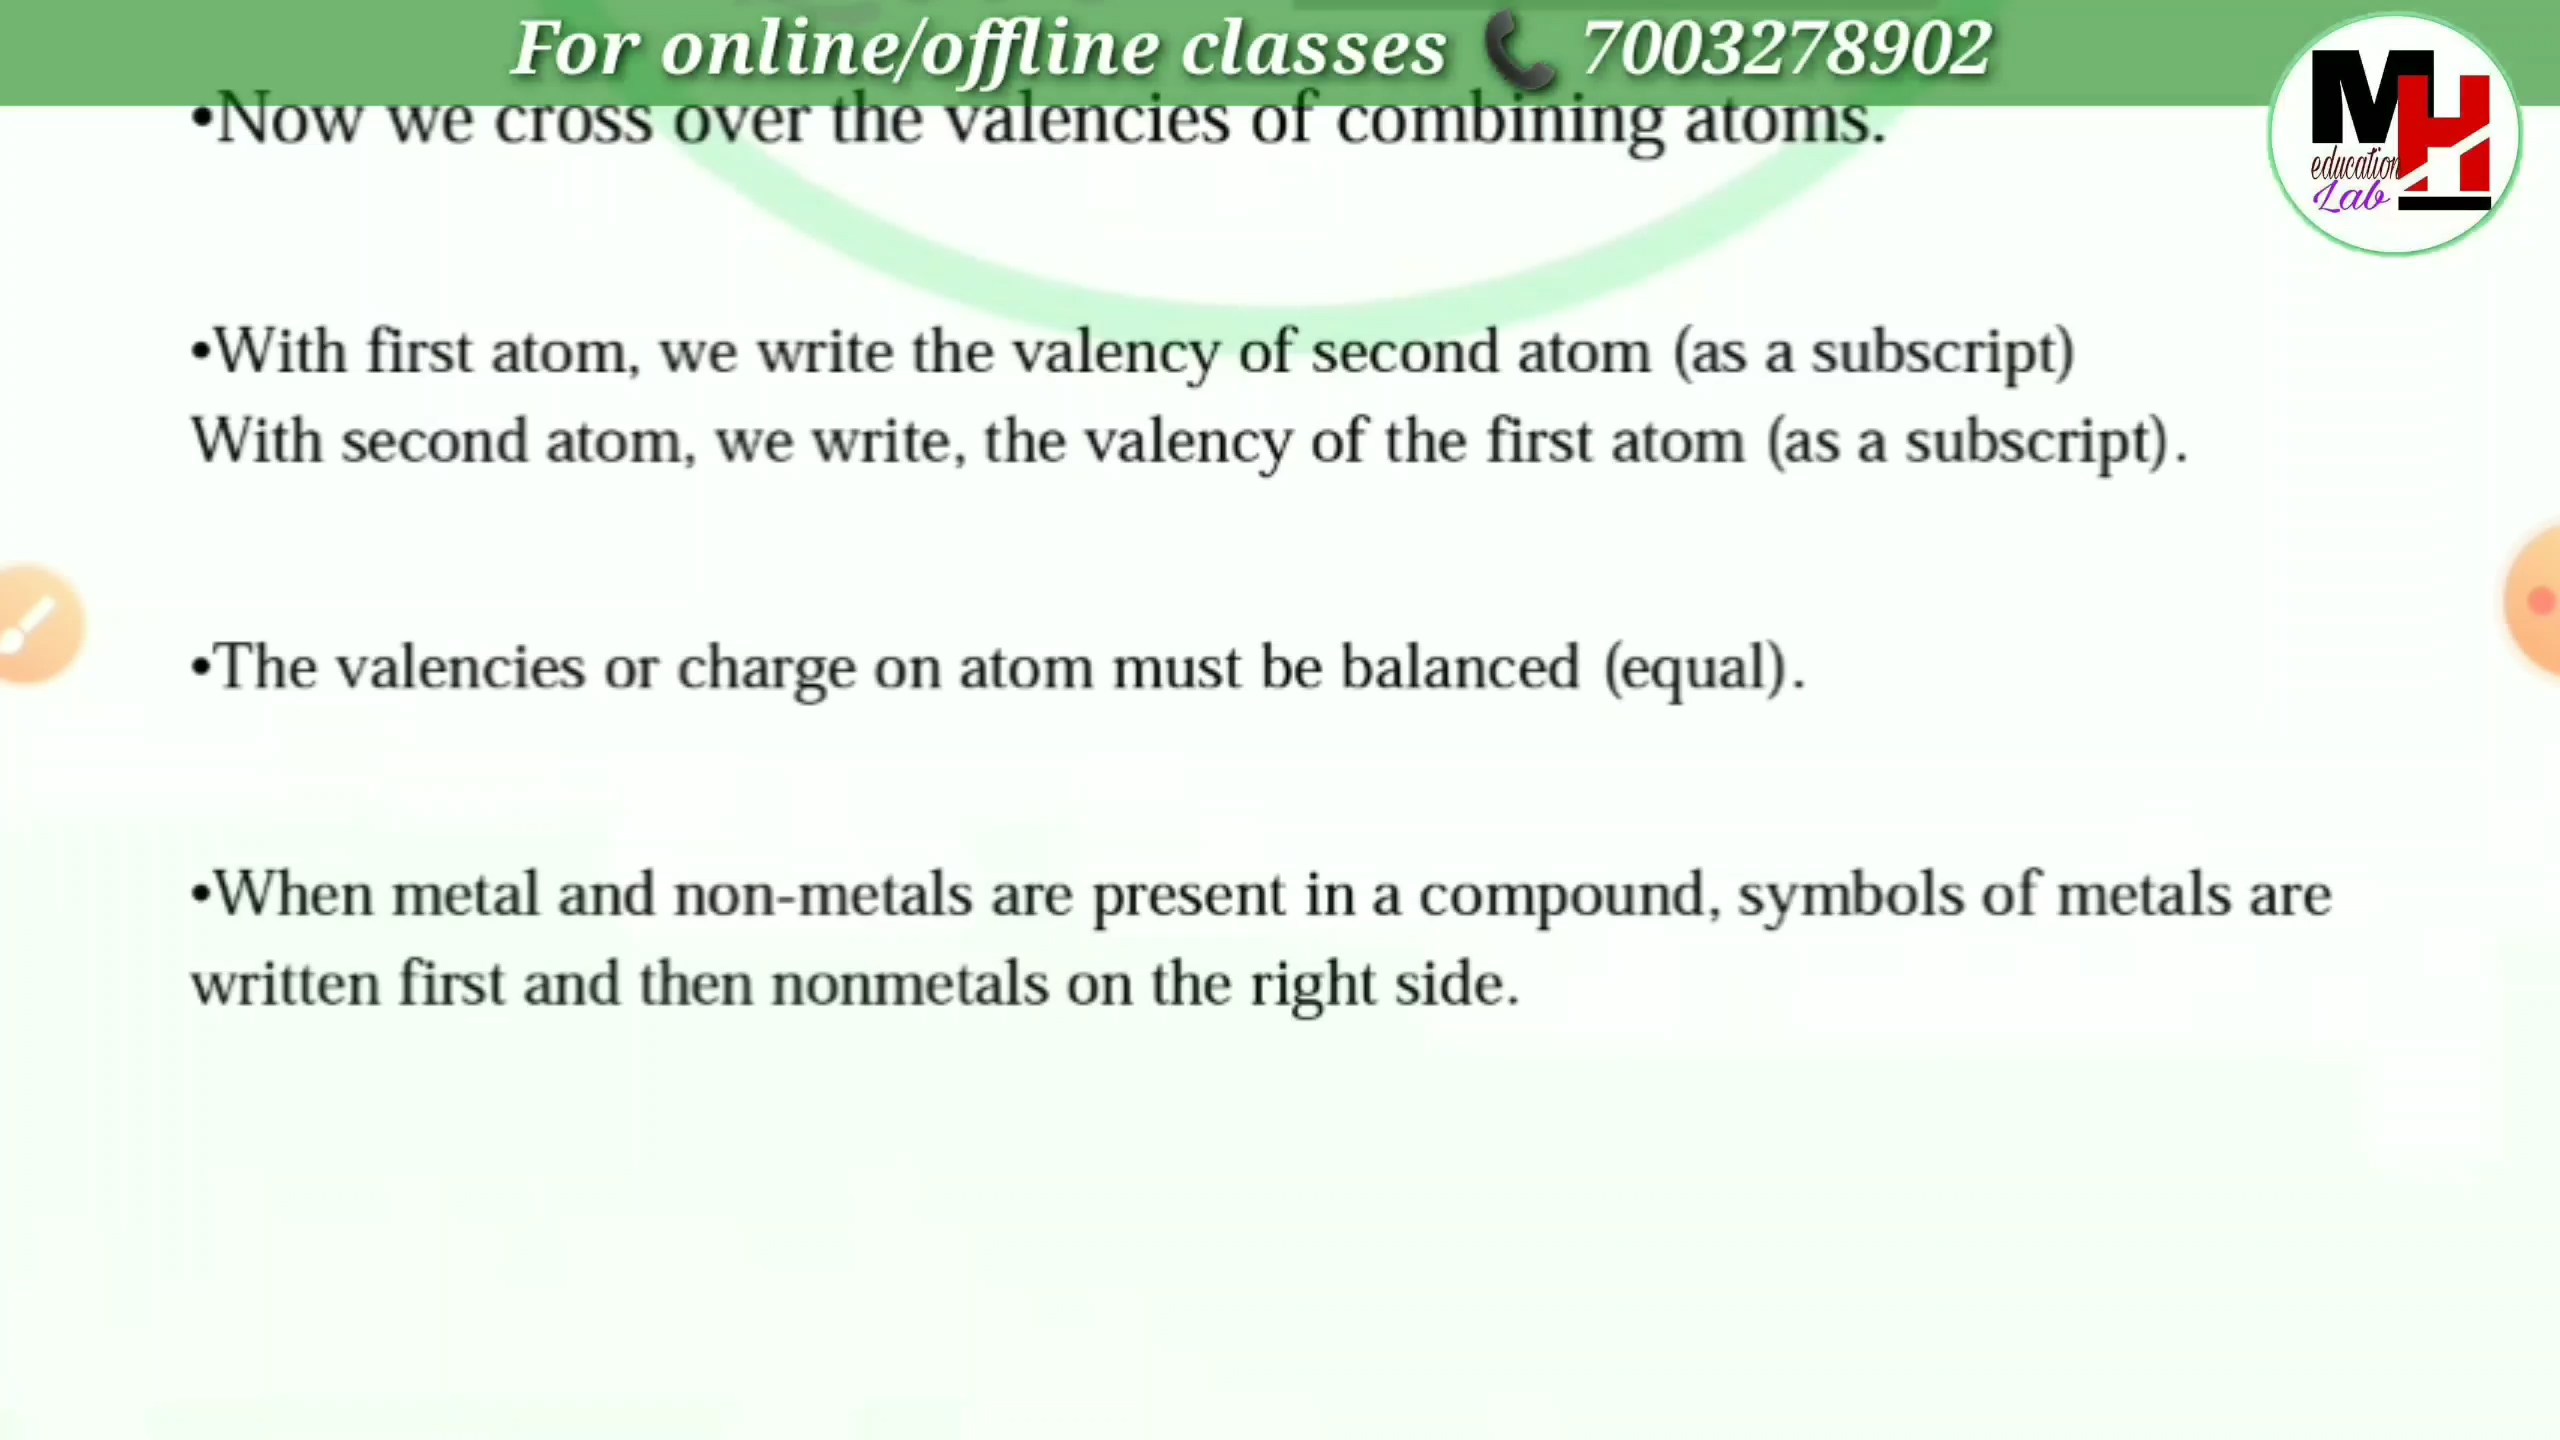 For online/offline classes 📞 7003278902
MH
education
Lab
•Now we cross over the valencies of combining atoms.
•With first atom, we write the valency of second atom (as a subscript)
With second atom, we write, the valency of the first atom (as a subscript).
•The valencies or charge on atom must be balanced (equal).
•When metal and non-metals are present in a compound, symbols of metals are
written first and then nonmetals on the right side.